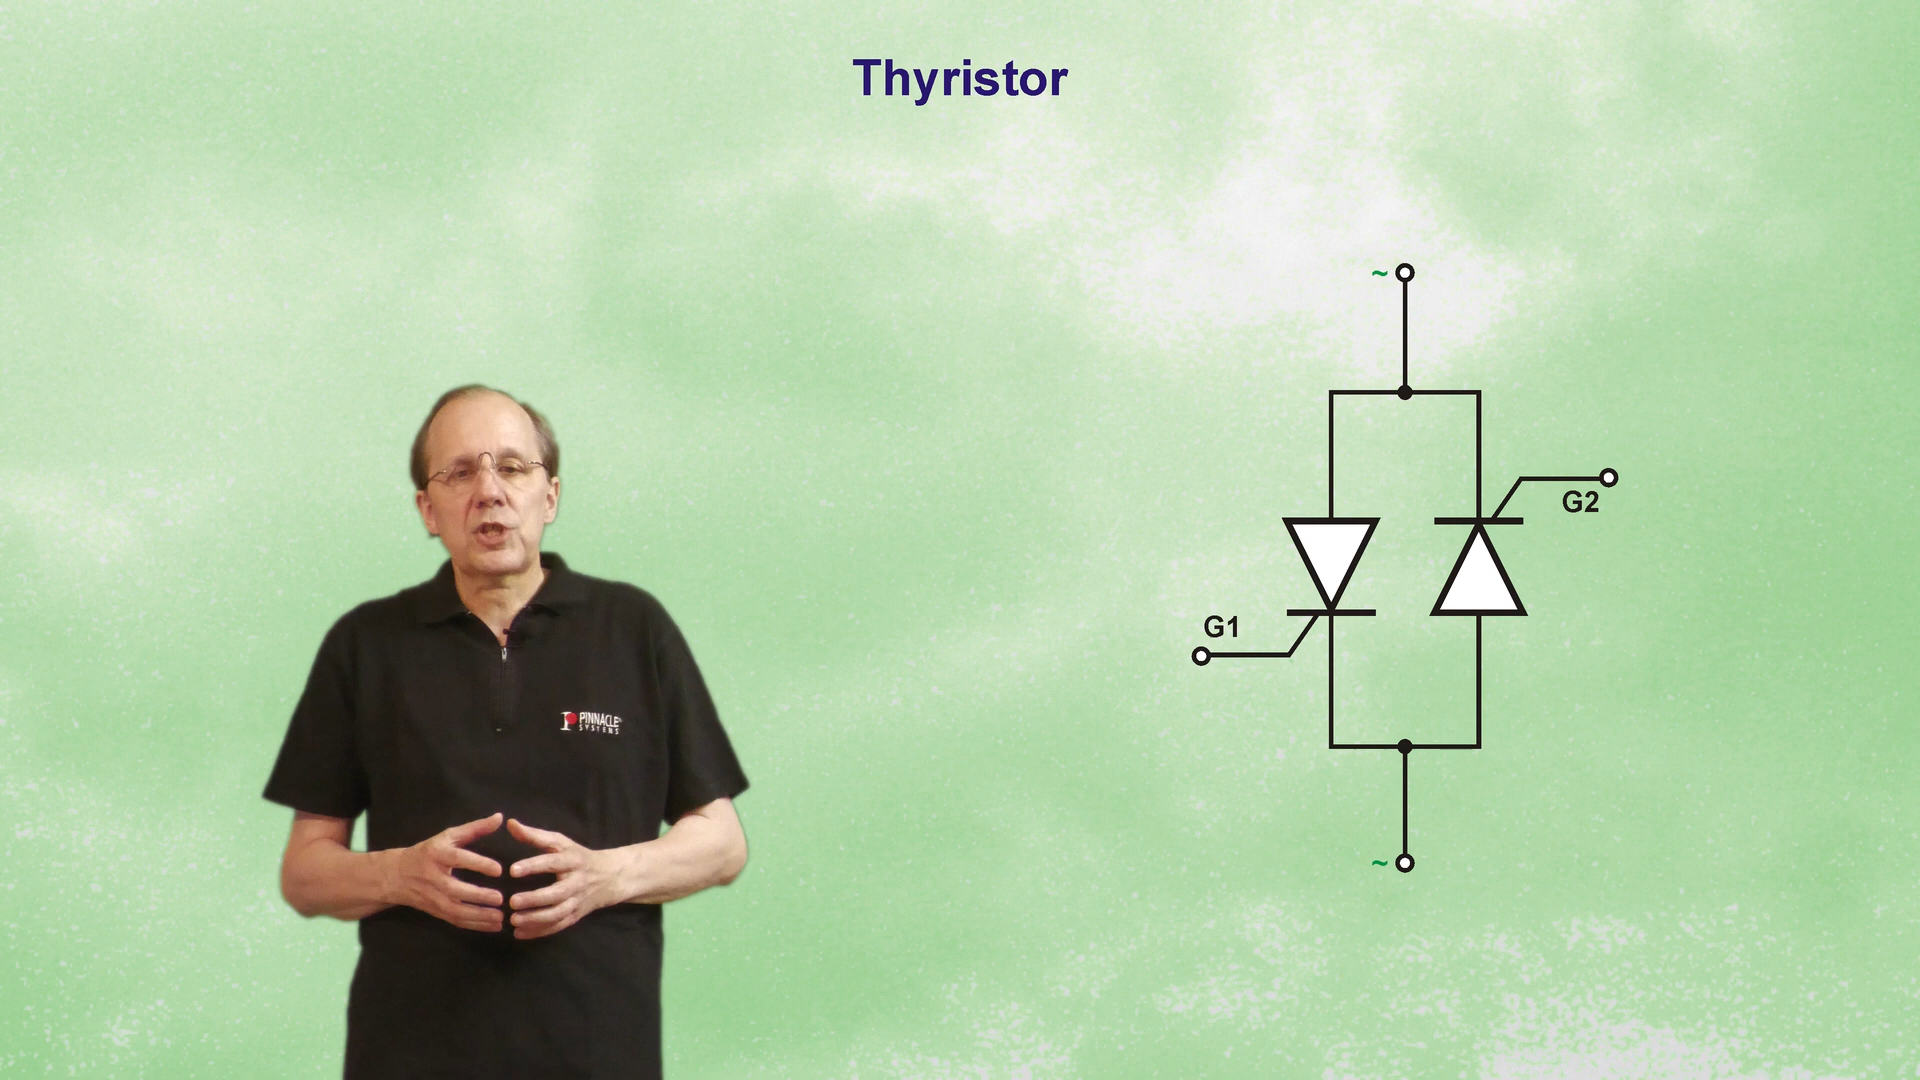 Thyristor
~
G2
G1
PINNACLE
SYSTEMS
~